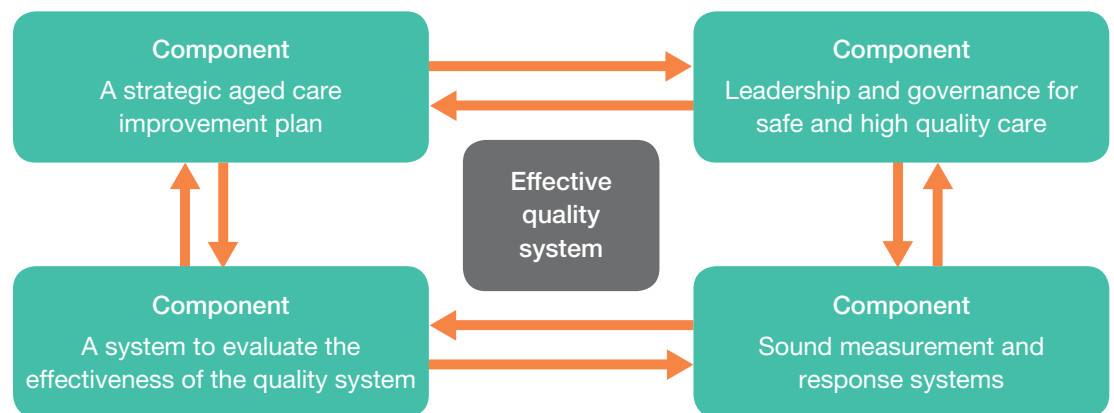 Component
A strategic aged care
improvement plan
Component
Leadership and governance for
safe and high quality care
Effective
quality
system
Component
A system to evaluate the
effectiveness of the quality system
Component
Sound measurement and
response systems